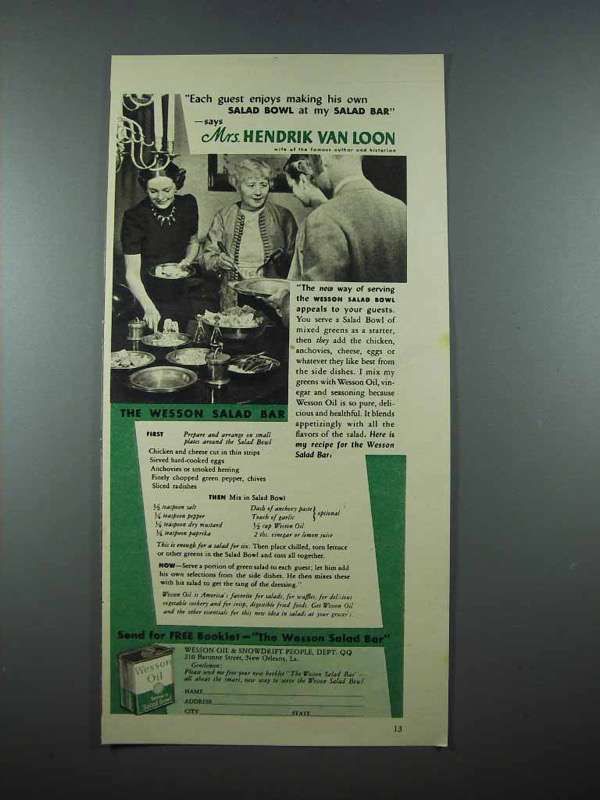 "Each guest enjoys making his own
SALAD BOWL at my SALAD BAR"
—says
Mrs. HENDRIK VAN LOON
wife of the famous author and historian
"The new way of serving
the WESSON SALAD BOWL
appeals to your guests.
You serve a Salad Bowl of
mixed greens as a starter,
then they add the chicken,
anchovies, cheese, eggs or
whatever they like best from
the side dishes. I mix my
greens with Wesson Oil, vin-
egar and seasoning because
Wesson Oil is so pure, deli-
cious and healthful. It blends
appetizingly with all the
flavors of the salad. Here is
my recipe for the Wesson
Salad Bar:
THE WESSON SALAD BAR
FIRST Prepare and arrange on small
plates around the Salad Bowl
Chicken and cheese cut in thin strips
Sieved hard-cooked eggs
Anchovies or smoked herring
Finely chopped green pepper, chives
Sliced radishes
THEN Mix in Salad Bowl
teaspoon salt
teaspoon pepper
teaspoon dry mustard
teaspoon paprika
Dash of anchovy paste
Touch of garlic
optional
½ cup Wesson Oil
2 tbs. vinegar or lemon juice
This is enough for a salad for six. Then place chilled, torn lettuce
or other greens in the Salad Bowl and toss all together.
NOW—Serve a portion of green salad to each guest; let him add
his own selections from the side dishes. He then mixes these
with his salad to get the tang of the dressing."
Wesson Oil is America's favorite for salads, for waffles, for delicious
vegetable cookery and for crisp, digestible fried foods. Get Wesson Oil
and the other essentials for this new idea in salads at your grocer's.
Send for FREE Booklet—"The Wesson Salad Bar"
WESSON OIL & SNOWDRIFT PEOPLE, DEPT. QQ
210 Baronne Street, New Orleans, La.
Gentlemen:
Please send me free your new booklet "The Wesson Salad Bar"—
all about the smart, new way to serve the Wesson Salad Bowl
NAME
ADDRESS
CITY STATE
Wesson
Oil
Salad Bowl
13